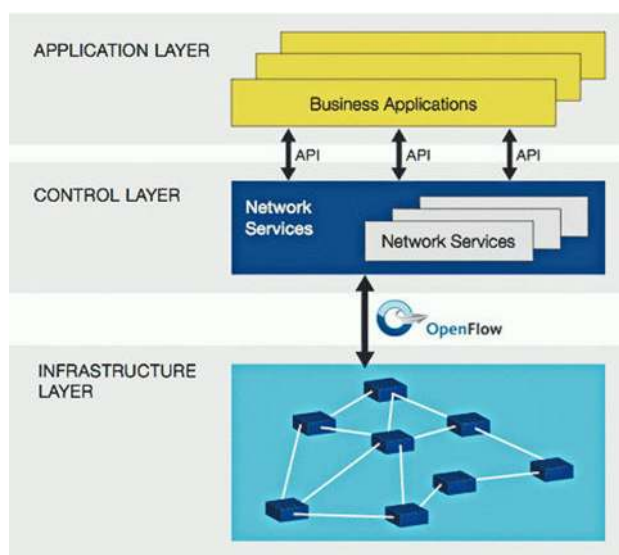 APPLICATION LAYER
Business Applications
API
API
API
CONTROL LAYER
Network
Services
Network Services
OpenFlow
INFRASTRUCTURE
LAYER